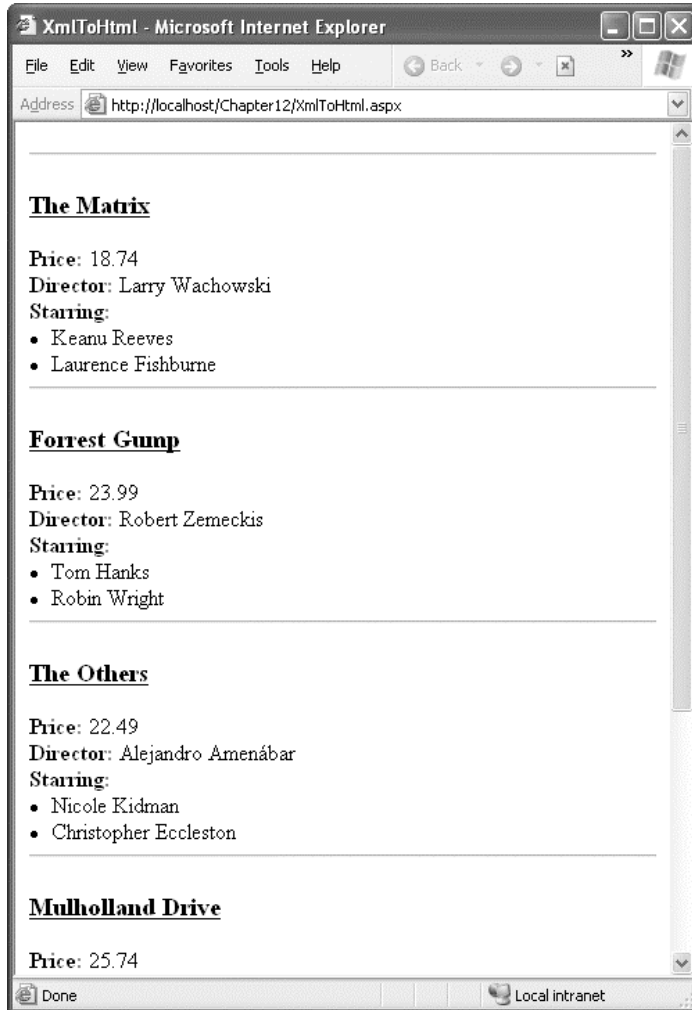 XmlToHtml - Microsoft Internet Explorer
File Edit View Favorites Tools Help Back »
Address http://localhost/Chapter12/XmlToHtml.aspx
The Matrix
Price: 18.74
Director: Larry Wachowski
Starring:
• Keanu Reeves
• Laurence Fishburne
Forrest Gump
Price: 23.99
Director: Robert Zemeckis
Starring:
• Tom Hanks
• Robin Wright
The Others
Price: 22.49
Director: Alejandro Amenábar
Starring:
• Nicole Kidman
• Christopher Eccleston
Mulholland Drive
Price: 25.74
Done Local intranet